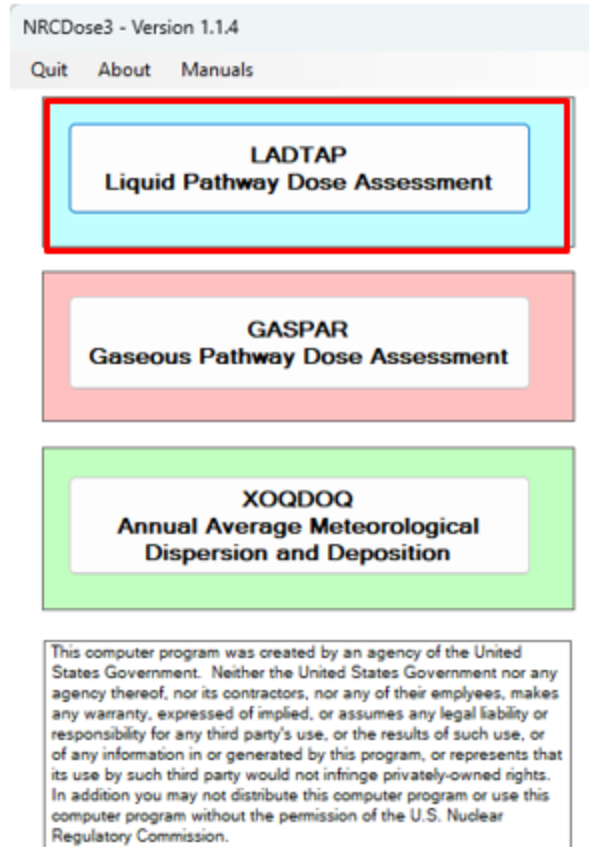 NRCDose3 - Version 1.1.4
Quit About Manuals
LADTAP
Liquid Pathway Dose Assessment
GASPAR
Gaseous Pathway Dose Assessment
XOQDOQ
Annual Average Meteorological
Dispersion and Deposition
This computer program was created by an agency of the United
States Government. Neither the United States Government nor any
agency thereof, nor its contractors, nor any of their emplyees, makes
any warranty, expressed of implied, or assumes any legal liability or
responsibility for any third party's use, or the results of such use, or
of any information in or generated by this program, or represents that
its use by such third party would not infringe privately-owned rights.
In addition you may not distribute this computer program or use this
computer program without the permission of the U.S. Nuclear
Regulatory Commission.